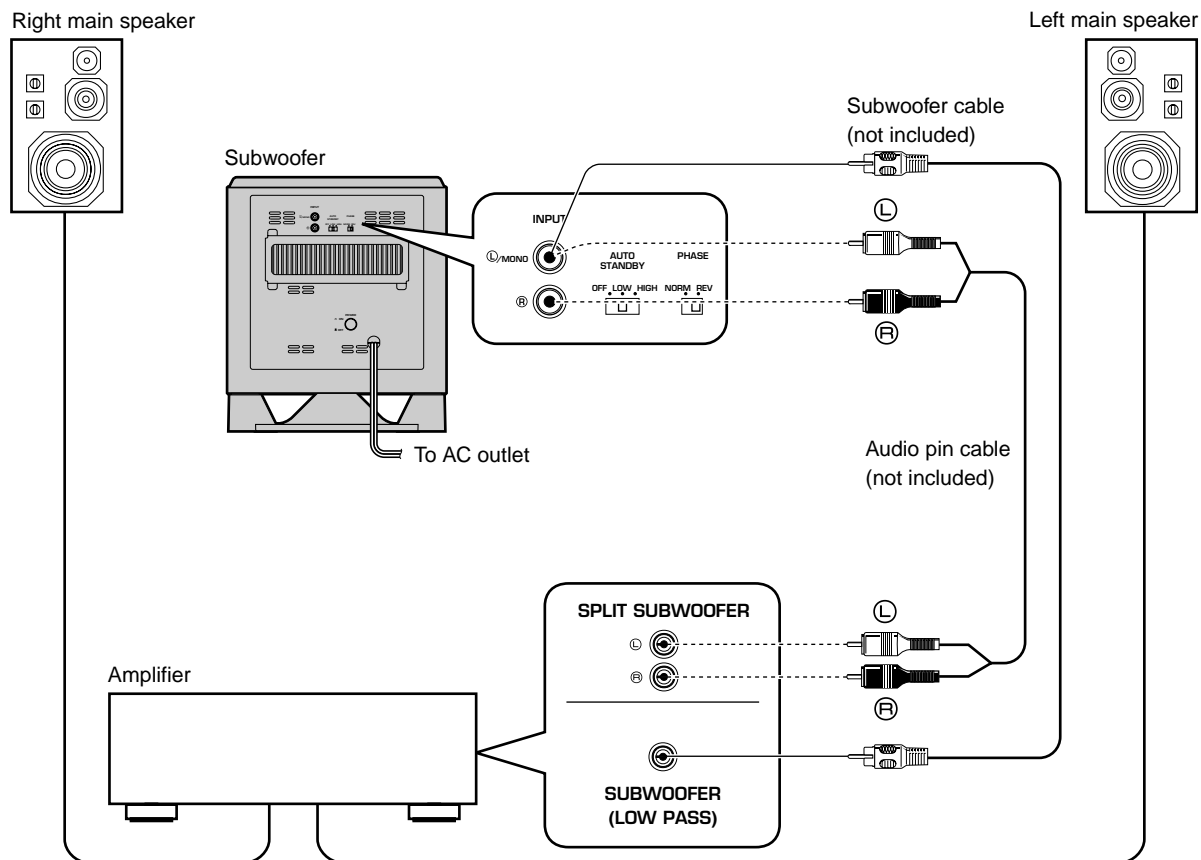 Right main speaker
Left main speaker
Subwoofer cable
(not included)
Subwoofer
INPUT
Ⓛ/MONO
AUTO
STANDBY
PHASE
OFF LOW HIGH
NORM REV
Ⓡ
Ⓛ
Ⓡ
To AC outlet
Audio pin cable
(not included)
SPLIT SUBWOOFER
Ⓛ
Ⓡ
Ⓛ
Ⓡ
Amplifier
SUBWOOFER
(LOW PASS)